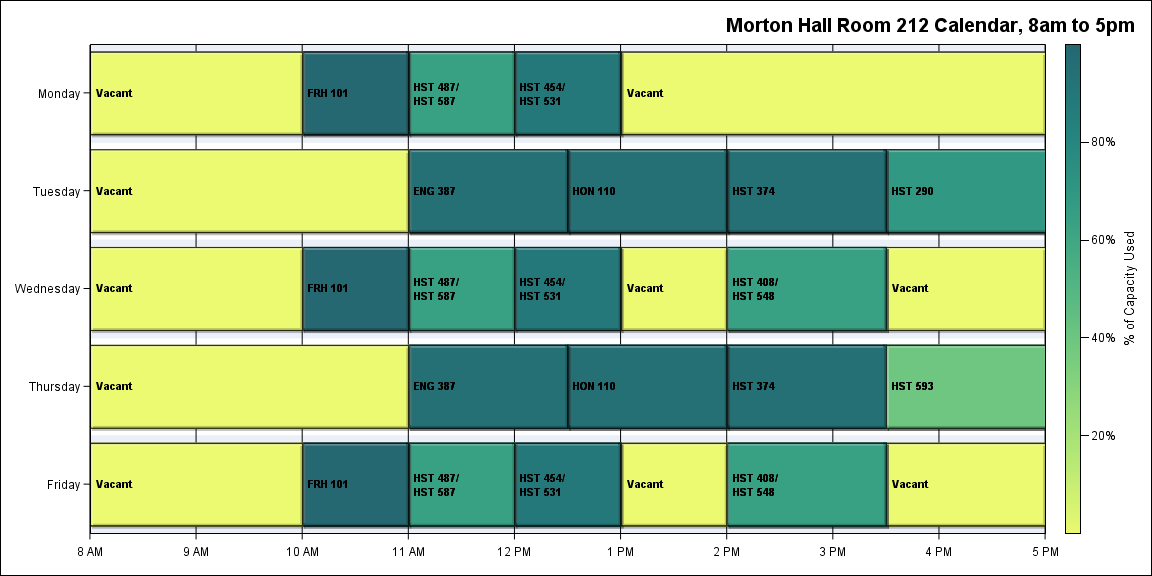 Morton Hall Room 212 Calendar, 8am to 5pm
Monday
Vacant
FRH 101
HST 487/
HST 587
HST 454/
HST 531
Vacant
Tuesday
Vacant
ENG 387
HON 110
HST 374
HST 290
Wednesday
Vacant
FRH 101
HST 487/
HST 587
HST 454/
HST 531
Vacant
HST 408/
HST 548
Vacant
Thursday
Vacant
ENG 387
HON 110
HST 374
HST 593
Friday
Vacant
FRH 101
HST 487/
HST 587
HST 454/
HST 531
Vacant
HST 408/
HST 548
Vacant
8 AM
9 AM
10 AM
11 AM
12 PM
1 PM
2 PM
3 PM
4 PM
5 PM
80%
60%
40%
20%
% of Capacity Used